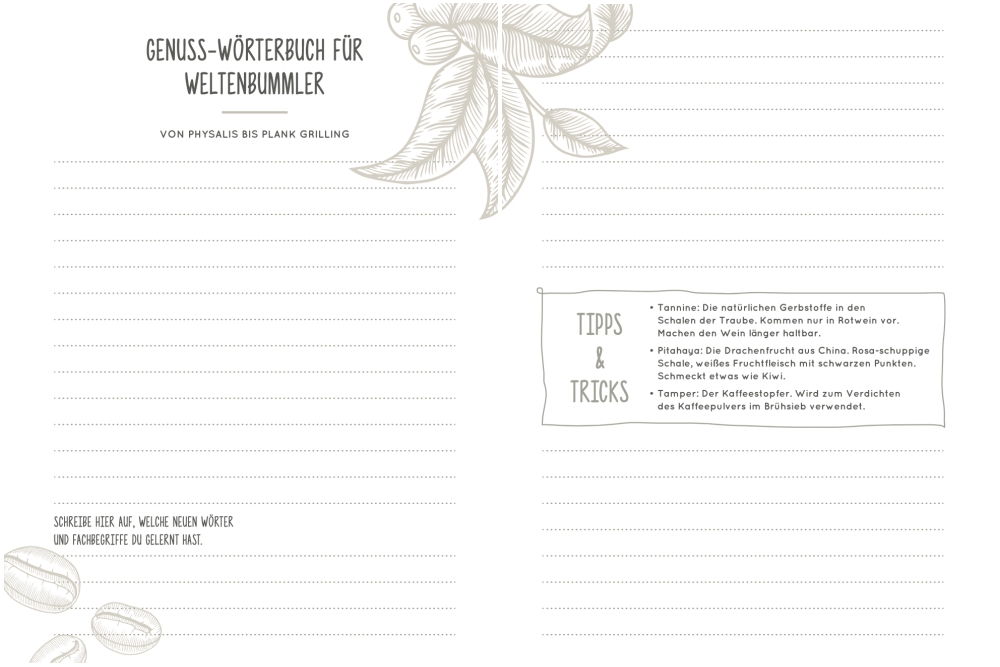 GENUSS-WÖRTERBUCH FÜR
WELTENBUMMLER
VON PHYSALIS BIS PLANK GRILLING
SCHREIBE HIER AUF, WELCHE NEUEN WÖRTER
UND FACHBEGRIFFE DU GELERNT HAST.
TIPPS
&
TRICKS
• Tannine: Die natürlichen Gerbstoffe in den
Schalen der Traube. Kommen nur in Rotwein vor.
Machen den Wein länger haltbar.
• Pitahaya: Die Drachenfrucht aus China. Rosa-schuppige
Schale, weißes Fruchtfleisch mit schwarzen Punkten.
Schmeckt etwas wie Kiwi.
• Tamper: Der Kaffeestopfer. Wird zum Verdichten
des Kaffeepulvers im Brühsieb verwendet.